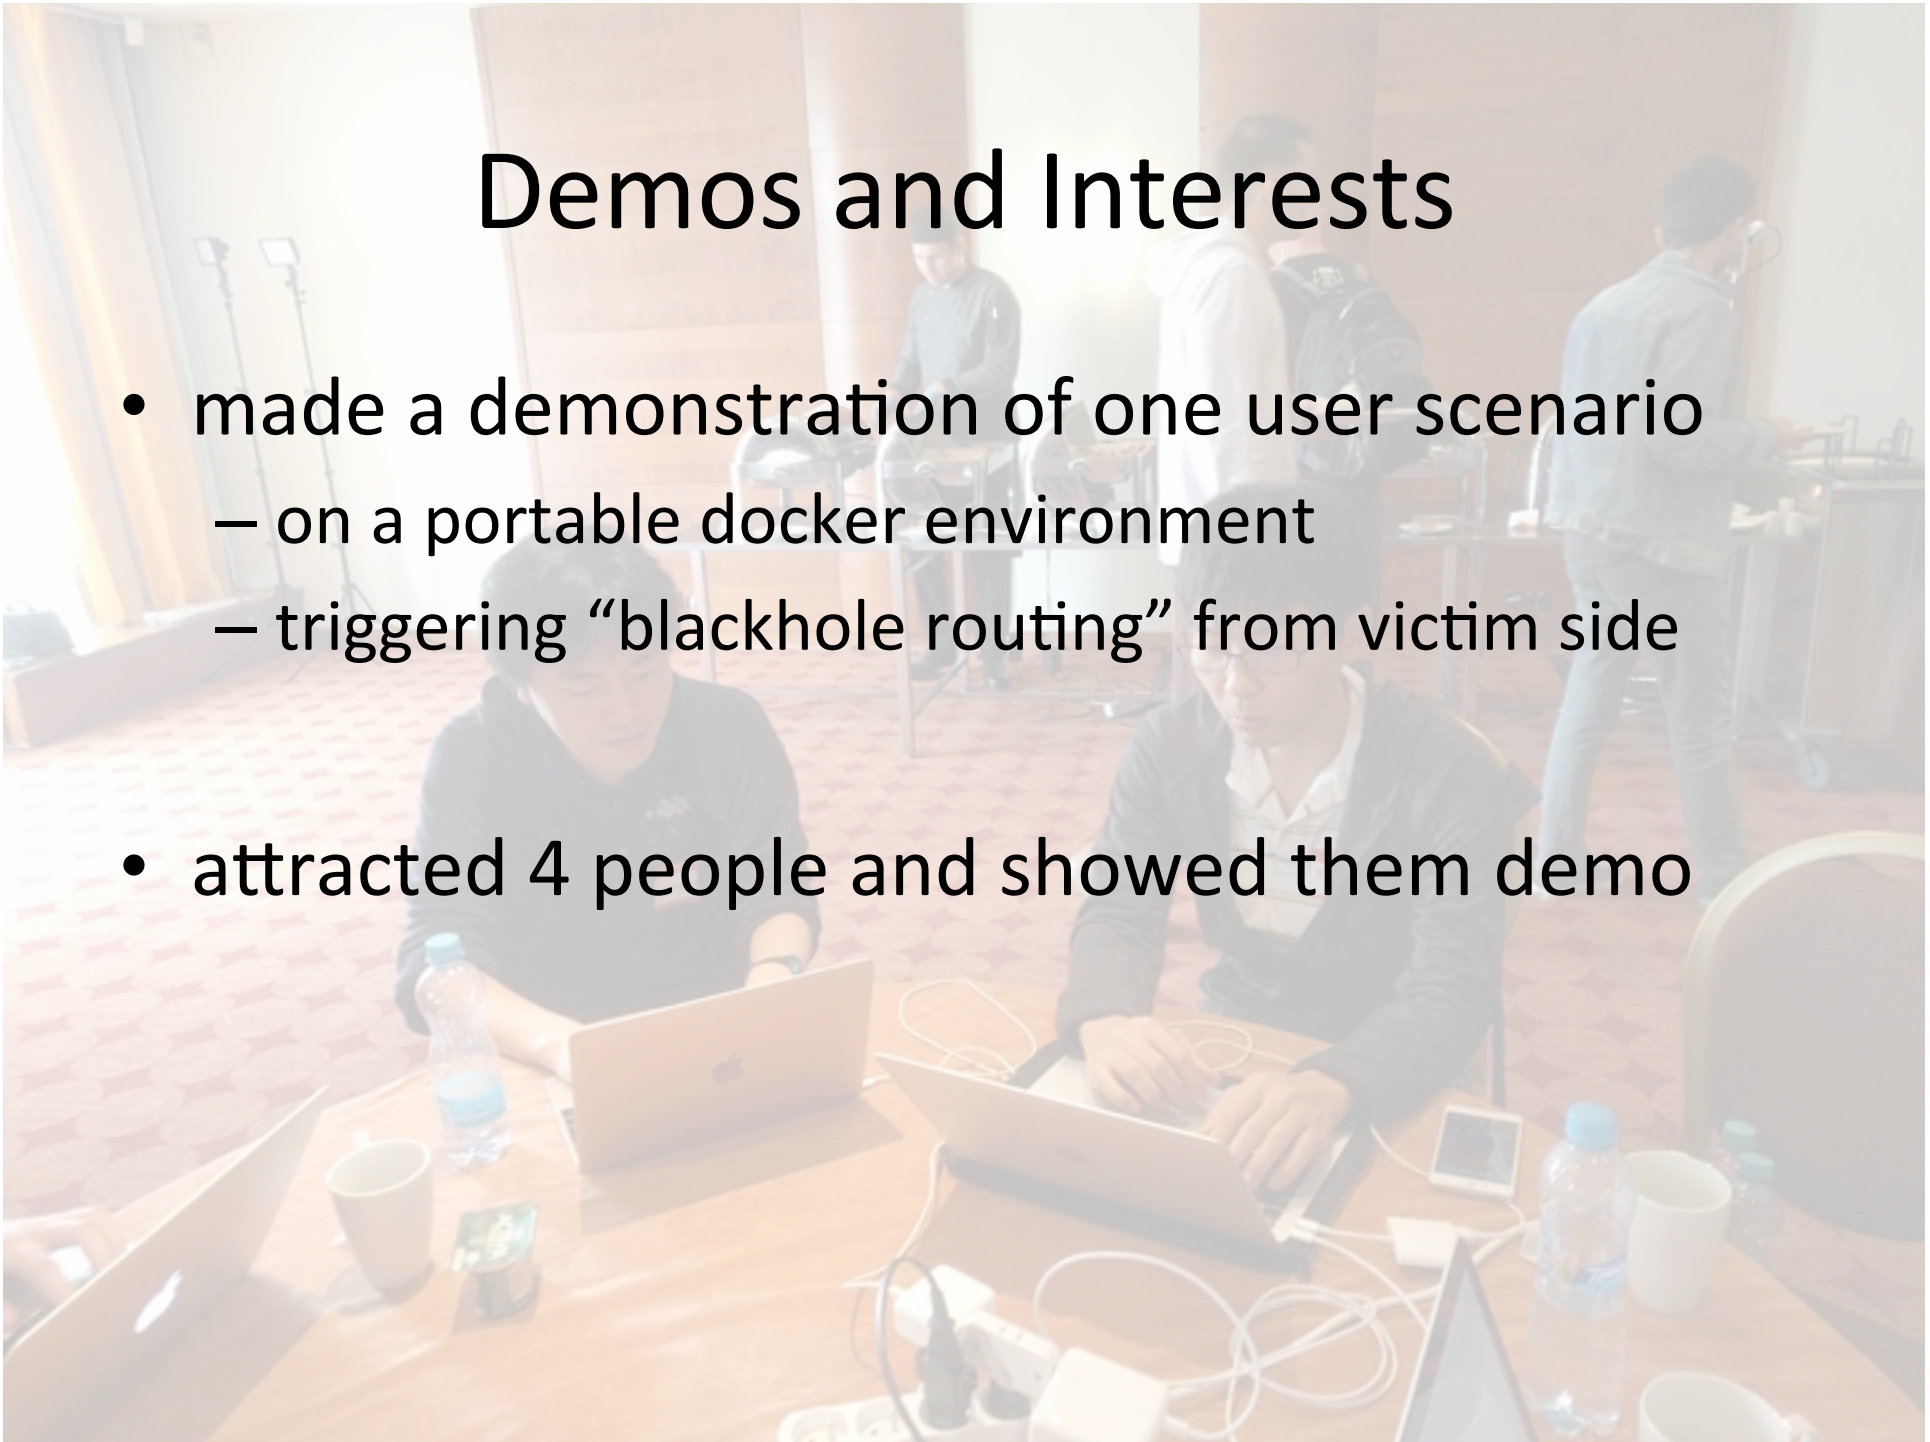 Demos and Interests
• made a demonstration of one user scenario
– on a portable docker environment
– triggering “blackhole routing” from victim side
• attracted 4 people and showed them demo